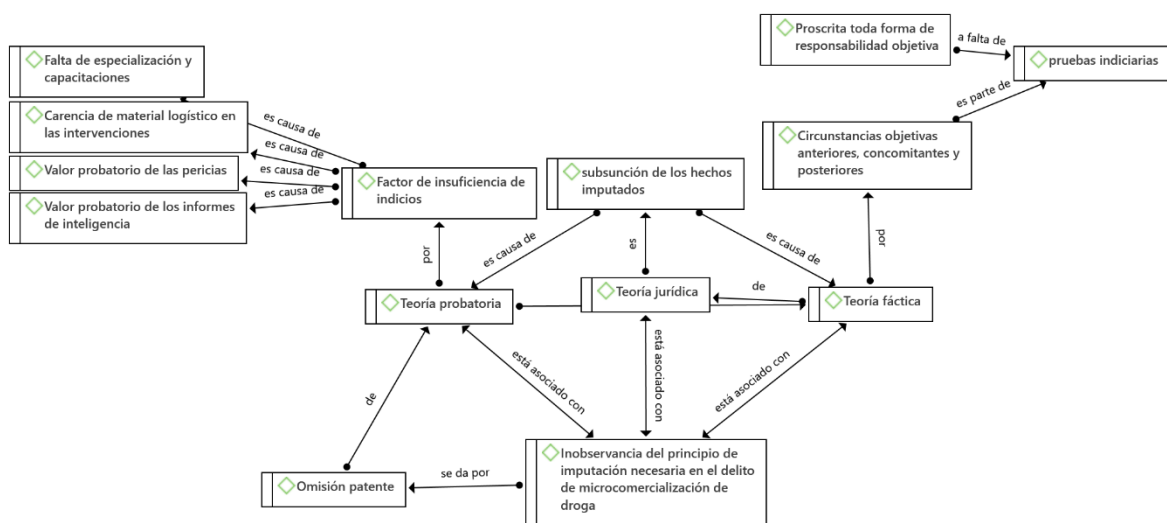 Proscrita toda forma de
responsabilidad objetiva
a falta de
pruebas indiciarias
Falta de especialización y
capacitaciones
es parte de
Carencia de material logístico en
las intervenciones
es causa de
Circunstancias objetivas
anteriores, concomitantes y
posteriores
es causa de
Valor probatorio de las pericias
es causa de
Factor de insuficiencia de
indicios
subsunción de los hechos
imputados
Valor probatorio de los informes
de inteligencia
es causa de
por
es causa de
es
es causa de
por
Teoría probatoria
Teoría jurídica
de
Teoría fáctica
de
está asociado con
está asociado con
está asociado con
Omisión patente
se da por
Inobservancia del principio de
imputación necesaria en el delito
de microcomercialización de
droga